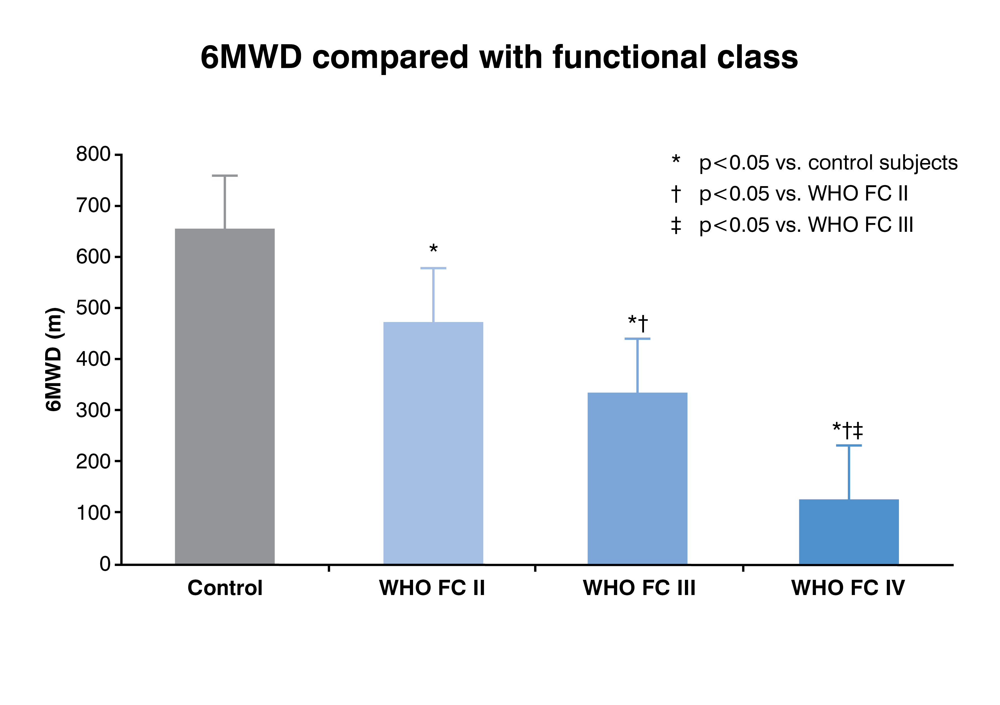 6MWD compared with functional class
* p<0.05 vs. control subjects
† p<0.05 vs. WHO FC II
‡ p<0.05 vs. WHO FC III
6MWD (m)
800
700
600
500
400
300
200
100
0
*
*†
*†‡
Control WHO FC II WHO FC III WHO FC IV